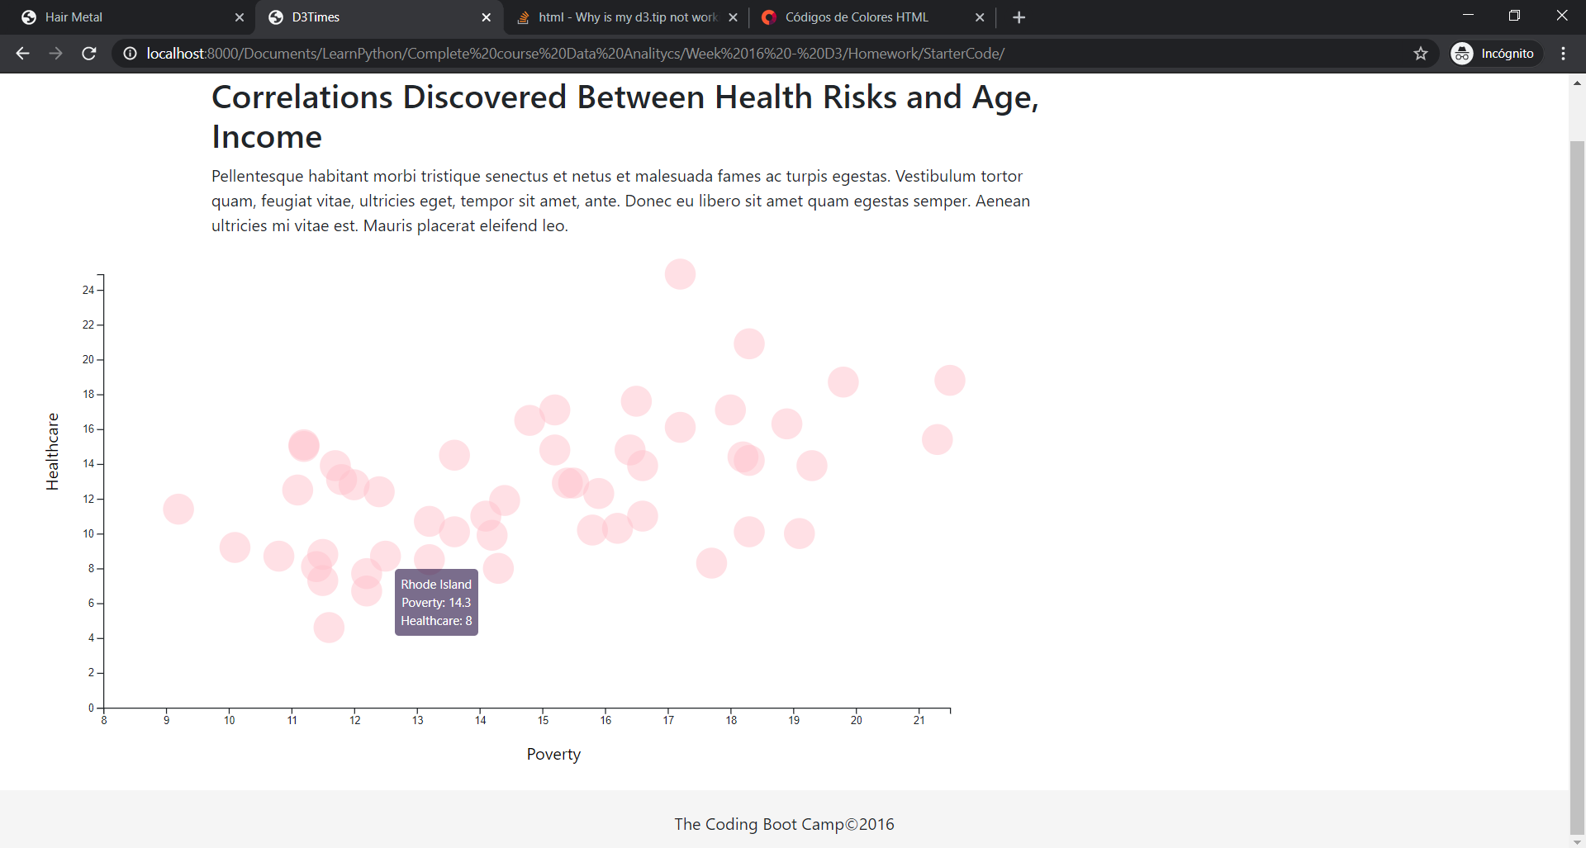 Hair Metal
D3Times
html - Why is my d3.tip not work
Códigos de Colores HTML
localhost:8000/Documents/LearnPython/Complete%20course%20Data%20Analitycs/Week%2016%20-%20D3/Homework/StarterCode/
Incógnito
Correlations Discovered Between Health Risks and Age,
Income
Pellentesque habitant morbi tristique senectus et netus et malesuada fames ac turpis egestas. Vestibulum tortor
quam, feugiat vitae, ultricies eget, tempor sit amet, ante. Donec eu libero sit amet quam egestas semper. Aenean
ultricies mi vitae est. Mauris placerat eleifend leo.
24
22
20
18
16
14
12
10
8
6
4
2
0
Healthcare
Rhode Island
Poverty: 14.3
Healthcare: 8
8 9 10 11 12 13 14 15 16 17 18 19 20 21
Poverty
The Coding Boot Camp©2016